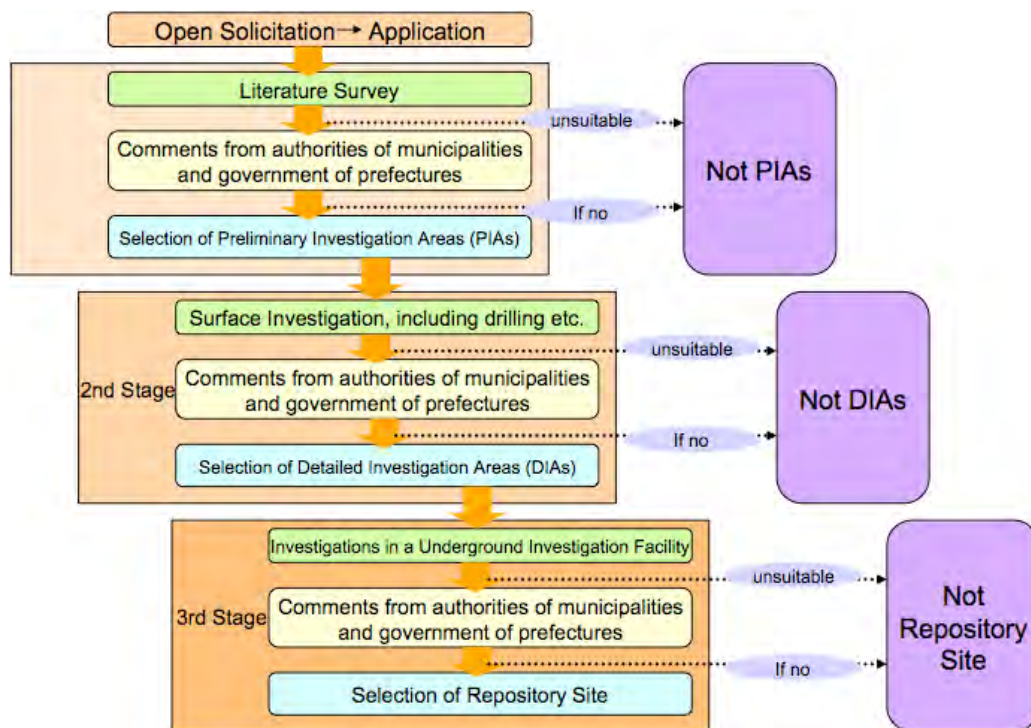 Open Solicitation→ Application
Literature Survey
unsuitable
Comments from authorities of municipalities
and government of prefectures
Not PIAs
If no
Selection of Preliminary Investigation Areas (PIAs)
Surface Investigation, including drilling etc.
unsuitable
2nd Stage
Comments from authorities of municipalities
and government of prefectures
Not DIAs
If no
Selection of Detailed Investigation Areas (DIAs)
Investigations in a Underground Investigation Facility
unsuitable
3rd Stage
Comments from authorities of municipalities
and government of prefectures
Not
Repository
Site
If no
Selection of Repository Site